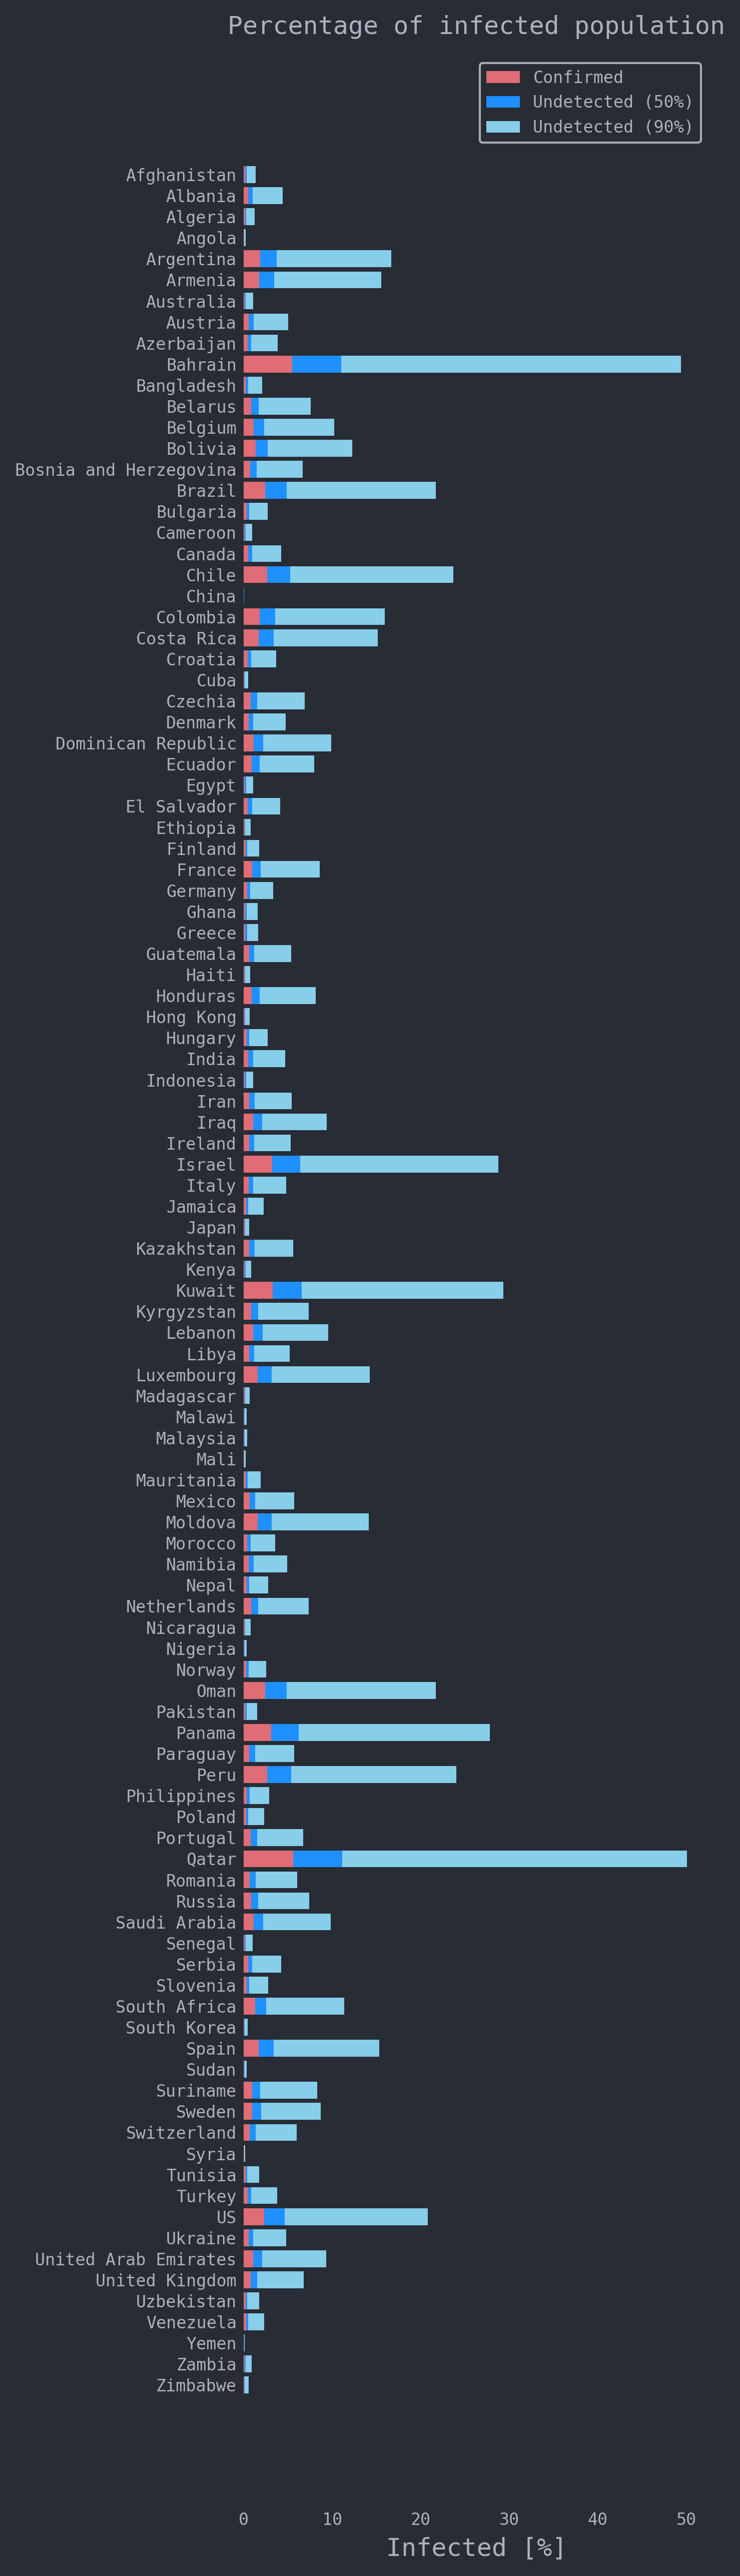 Percentage of infected population
Confirmed
Undetected (50%)
Undetected (90%)
Afghanistan
Albania
Algeria
Angola
Argentina
Armenia
Australia
Austria
Azerbaijan
Bahrain
Bangladesh
Belarus
Belgium
Bolivia
Bosnia and Herzegovina
Brazil
Bulgaria
Cameroon
Canada
Chile
China
Colombia
Costa Rica
Croatia
Cuba
Czechia
Denmark
Dominican Republic
Ecuador
Egypt
El Salvador
Ethiopia
Finland
France
Germany
Ghana
Greece
Guatemala
Haiti
Honduras
Hong Kong
Hungary
India
Indonesia
Iran
Iraq
Ireland
Israel
Italy
Jamaica
Japan
Kazakhstan
Kenya
Kuwait
Kyrgyzstan
Lebanon
Libya
Luxembourg
Madagascar
Malawi
Malaysia
Mali
Mauritania
Mexico
Moldova
Morocco
Namibia
Nepal
Netherlands
Nicaragua
Nigeria
Norway
Oman
Pakistan
Panama
Paraguay
Peru
Philippines
Poland
Portugal
Qatar
Romania
Russia
Saudi Arabia
Senegal
Serbia
Slovenia
South Africa
South Korea
Spain
Sudan
Suriname
Sweden
Switzerland
Syria
Tunisia
Turkey
US
Ukraine
United Arab Emirates
United Kingdom
Uzbekistan
Venezuela
Yemen
Zambia
Zimbabwe
0 10 20 30 40 50
Infected [%]